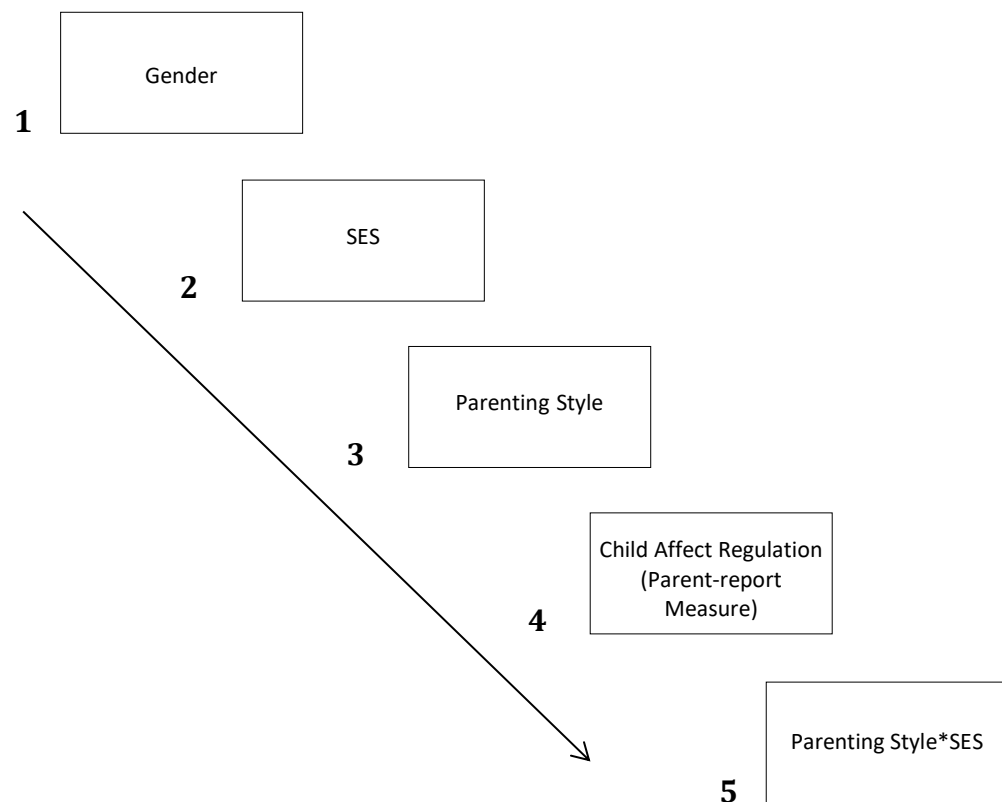 Gender
1
SES
2
Parenting Style
3
Child Affect Regulation
(Parent-report
Measure)
4
Parenting Style*SES
5